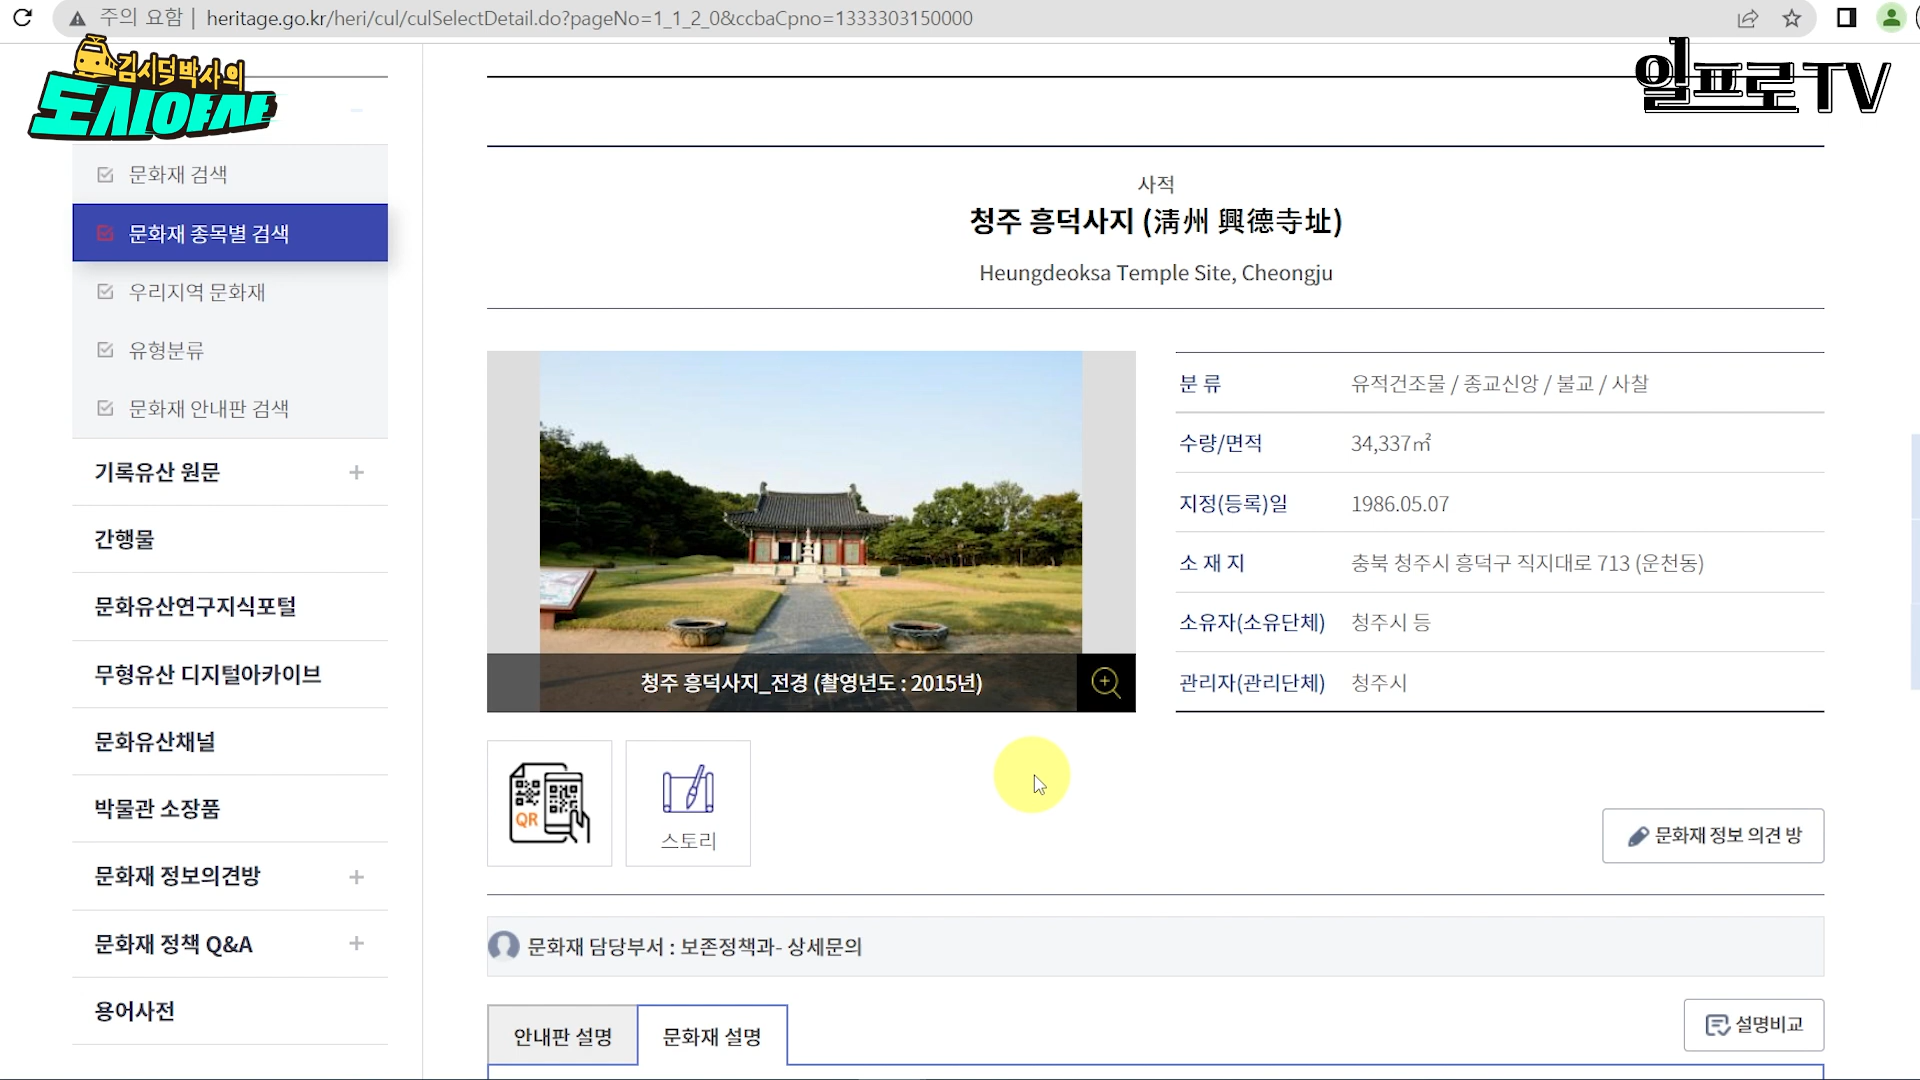 주의 요함 | heritage.go.kr/heri/cul/culSelectDetail.do?pageNo=1_1_2_0&ccbaCpno=1333303150000
김시덕박사의
도시야사
일프로TV
문화재 검색
문화재 종목별 검색
우리지역 문화재
유형분류
문화재 안내판 검색
기록유산 원문
간행물
문화유산연구지식포털
무형유산 디지털아카이브
문화유산채널
박물관 소장품
문화재 정보의견방
문화재 정책 Q&A
용어사전
사적
청주 흥덕사지 (淸州 興德寺址)
Heungdeoksa Temple Site, Cheongju
청주 흥덕사지_전경 (촬영년도 : 2015년)
분 류 유적건조물 / 종교신앙 / 불교 / 사찰
수량/면적 34,337㎡
지정(등록)일 1986.05.07
소 재 지 충북 청주시 흥덕구 직지대로 713 (운천동)
소유자(소유단체) 청주시 등
관리자(관리단체) 청주시
QR
스토리
문화재 정보 의견 방
문화재 담당부서 : 보존정책과- 상세문의
안내판 설명
문화재 설명
설명비교